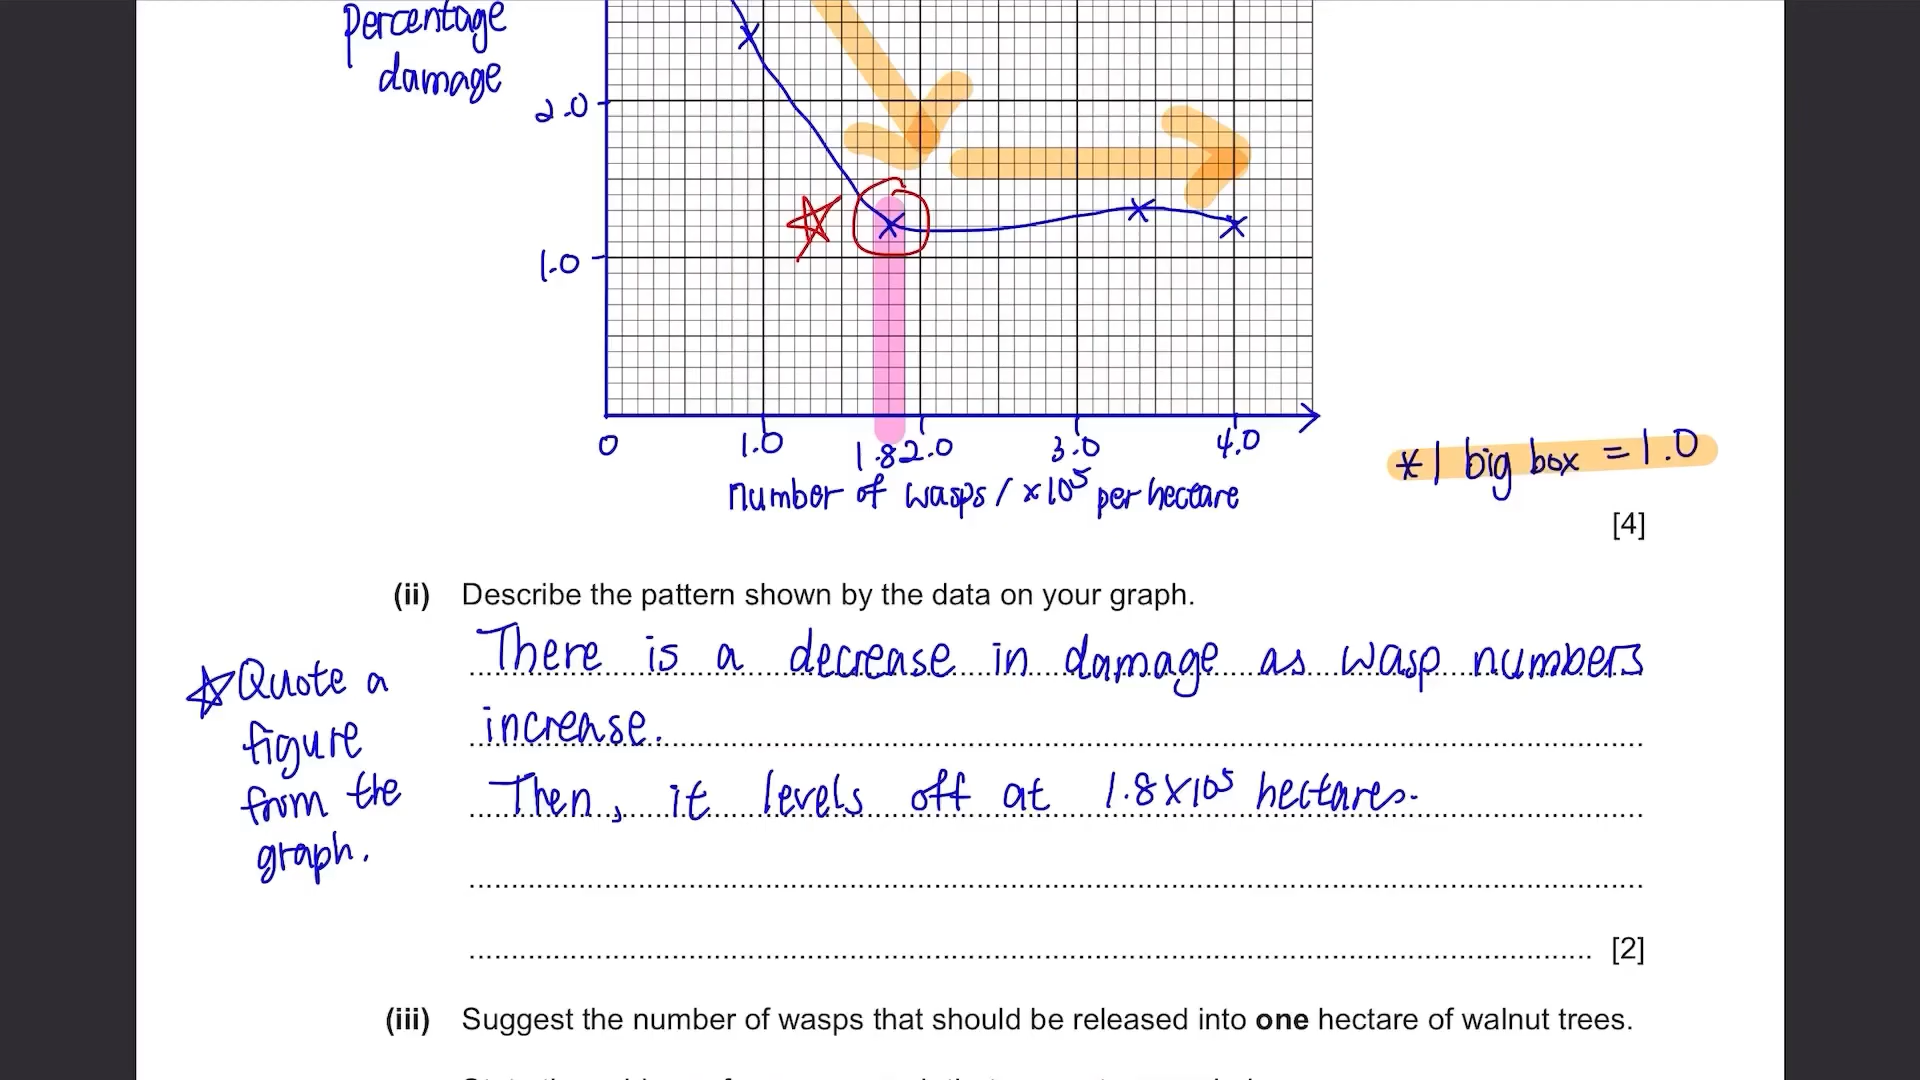 percentage
damage
2.0
1.0
0 1.0 1.8 2.0 3.0 4.0
number of wasps / ×10⁵ per hectare
* 1 big box = 1.0
[4]
(ii) Describe the pattern shown by the data on your graph.
There is a decrease in damage as wasp numbers
increase.
Then, it levels off at 1.8×10⁵ hectares.
☆ Quote a
figure
from the
graph.
[2]
(iii) Suggest the number of wasps that should be released into one hectare of walnut trees.